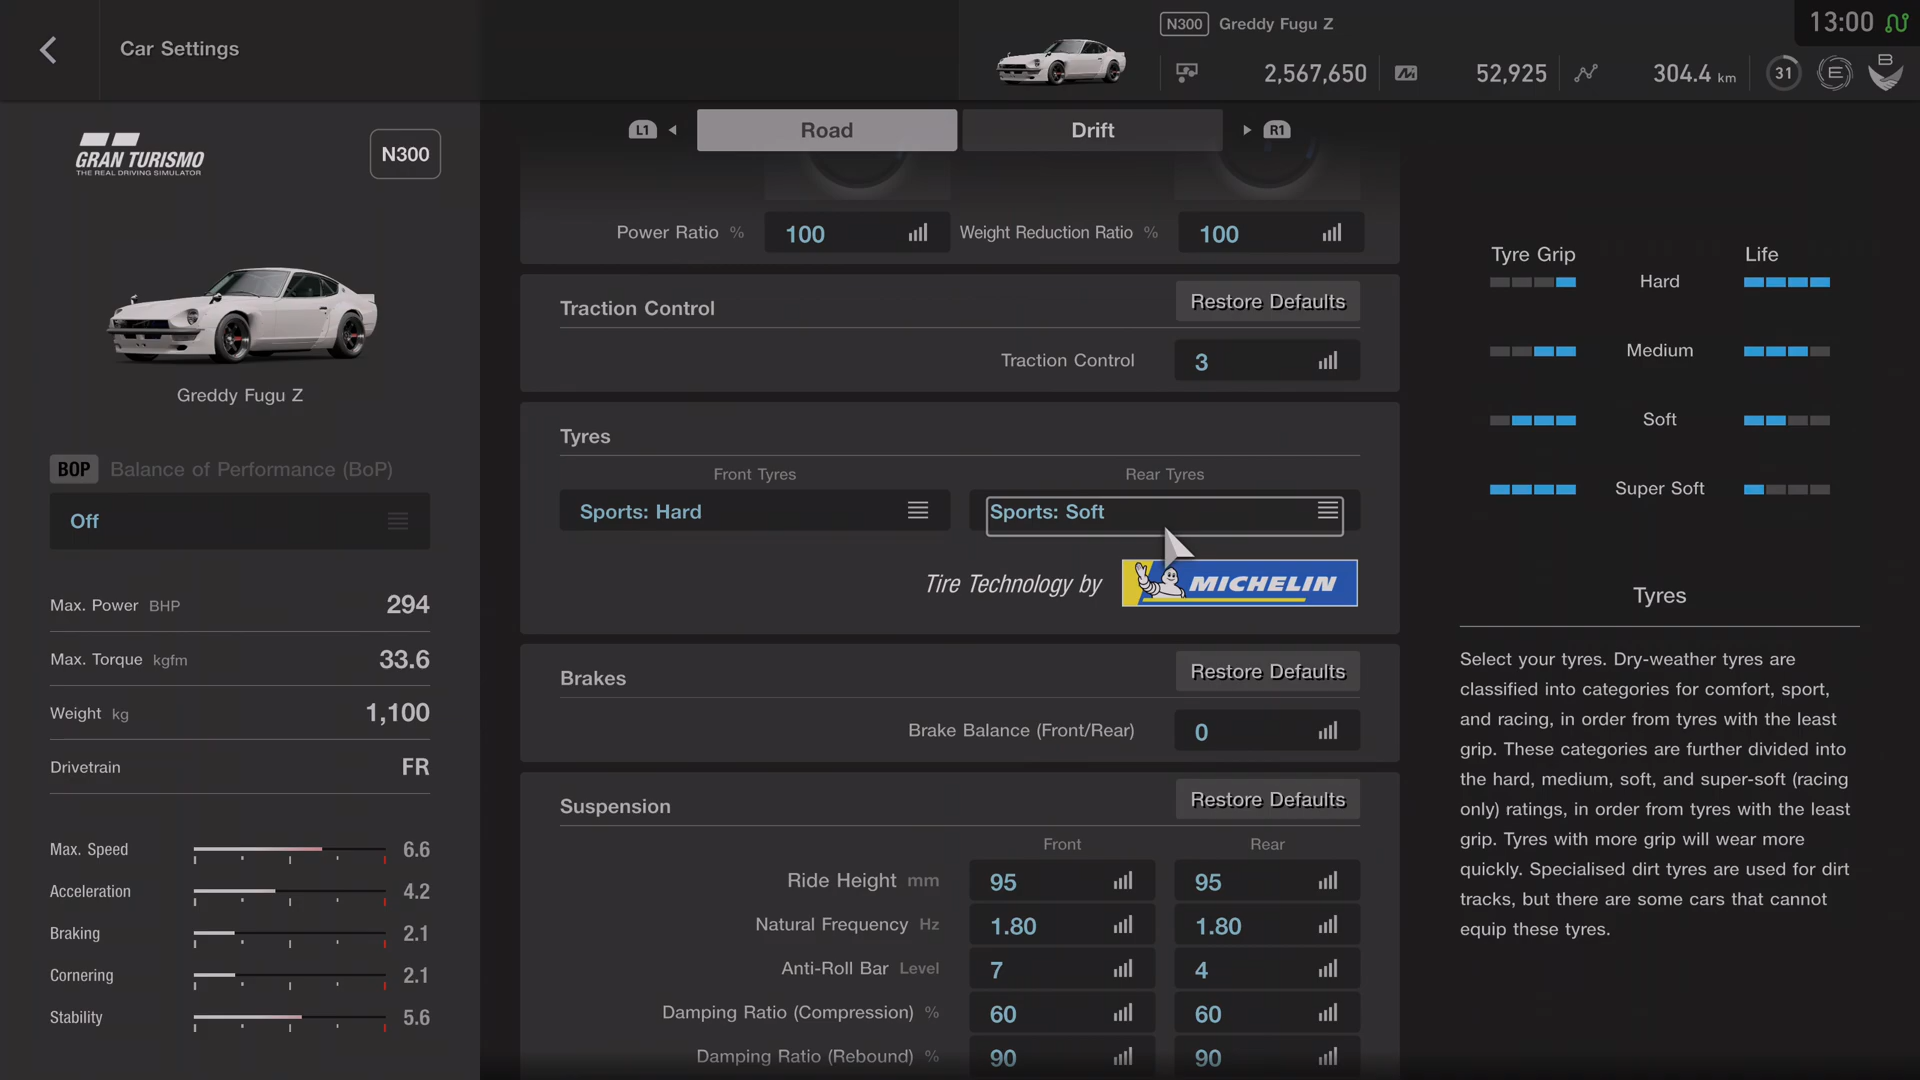 Car Settings
N300 Greddy Fugu Z
13:00
2,567,650
52,925
304.4 km
31
E
B
GRAN TURISMO
THE REAL DRIVING SIMULATOR
N300
Greddy Fugu Z
BOP Balance of Performance (BoP)
Off
Max. Power BHP 294
Max. Torque kgfm 33.6
Weight kg 1,100
Drivetrain FR
Max. Speed 6.6
Acceleration 4.2
Braking 2.1
Cornering 2.1
Stability 5.6
L1 Road Drift R1
Power Ratio % 100 Weight Reduction Ratio % 100
Traction Control Restore Defaults
Traction Control 3
Tyres
Front Tyres Rear Tyres
Sports: Hard Sports: Soft
Tire Technology by MICHELIN
Brakes Restore Defaults
Brake Balance (Front/Rear) 0
Suspension Restore Defaults
Front Rear
Ride Height mm 95 95
Natural Frequency Hz 1.80 1.80
Anti-Roll Bar Level 7 4
Damping Ratio (Compression) % 60 60
Damping Ratio (Rebound) % 90 90
Tyre Grip Life
Hard
Medium
Soft
Super Soft
Tyres
Select your tyres. Dry-weather tyres are
classified into categories for comfort, sport,
and racing, in order from tyres with the least
grip. These categories are further divided into
the hard, medium, soft, and super-soft (racing
only) ratings, in order from tyres with the least
grip. Tyres with more grip will wear more
quickly. Specialised dirt tyres are used for dirt
tracks, but there are some cars that cannot
equip these tyres.